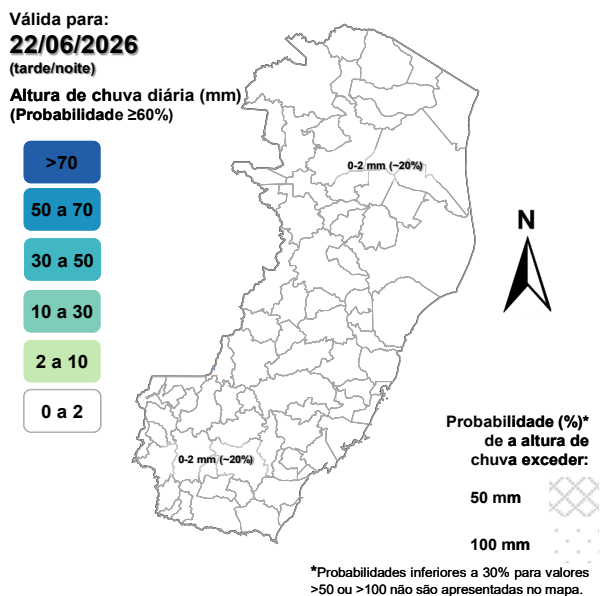 Válida para:
22/06/2026
(tarde/noite)
Altura de chuva diária (mm)
(Probabilidade ≥60%)
>70
50 a 70
30 a 50
10 a 30
2 a 10
0 a 2
0-2 mm (~20%)
N
0-2 mm (~20%)
Probabilidade (%)*
de a altura de
chuva exceder:
50 mm
100 mm
*Probabilidades inferiores a 30% para valores
>50 ou >100 não são apresentadas no mapa.